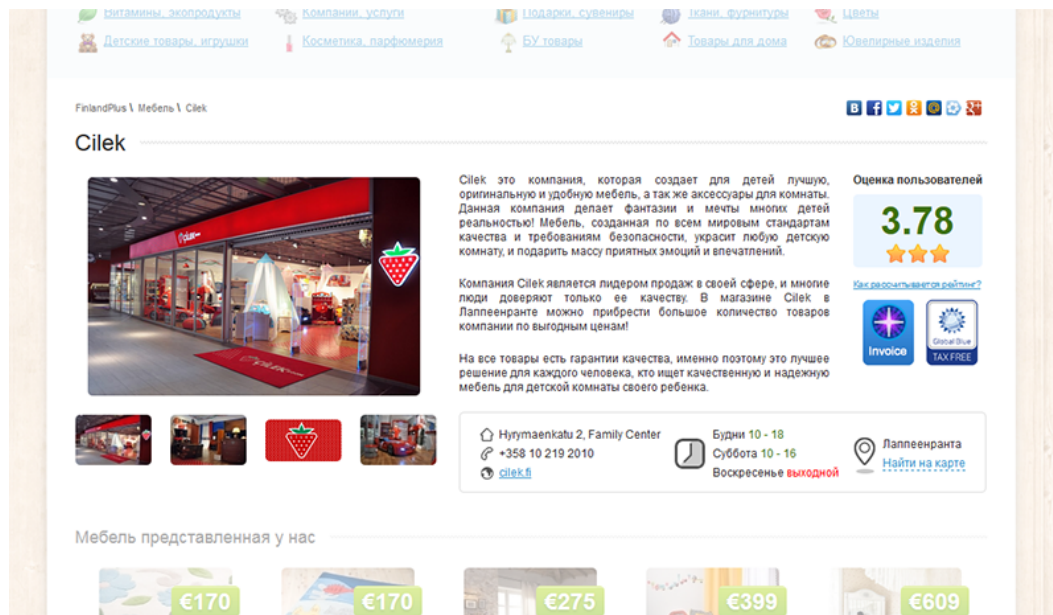 Витамины, экопродукты
Компании, услуги
Подарки, сувениры
Ткани, фурнитуры
Цветы
Детские товары, игрушки
Косметика, парфюмерия
БУ товары
Товары для дома
Ювелирные изделия
FinlandPlus \ Мебель \ Cilek
Cilek
Cilek это компания, которая создает для детей лучшую,
оригинальную и удобную мебель, а так же аксессуары для комнаты.
Данная компания делает фантазии и мечты многих детей
реальностью! Мебель, созданная по всем мировым стандартам
качества и требованиям безопасности, украсит любую детскую
комнату, и подарить массу приятных эмоций и впечатлений.
Компания Cilek является лидером продаж в своей сфере, и многие
люди доверяют только ее качеству. В магазине Cilek в
Лаппеенранте можно прибрести большое количество товаров
компании по выгодным ценам!
На все товары есть гарантии качества, именно поэтому это лучшее
решение для каждого человека, кто ищет качественную и надежную
мебель для детской комнаты своего ребенка.
Оценка пользователей
3.78
Как рассчитывается рейтинг?
Invoice
Global Blue
TAX FREE
Hyrymaenkatu 2, Family Center
+358 10 219 2010
cilek.fi
Будни 10 - 18
Суббота 10 - 16
Воскресенье выходной
Лаппеенранта
Найти на карте
Мебель представленная у нас
€170
€170
€275
€399
€609